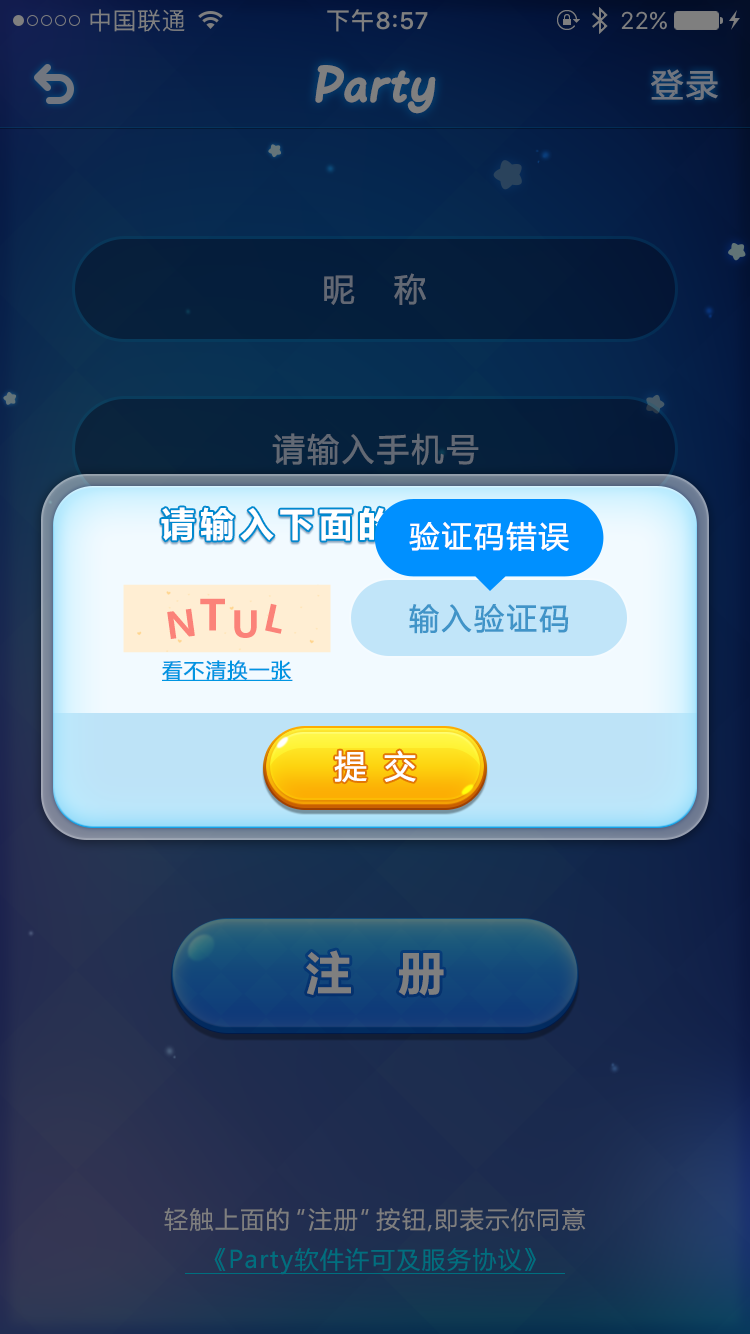 中国联通 下午8:57 22%
Party 登录
昵 称
请输入手机号
请输入下面的
验证码错误
NTUL 输入验证码
看不清换一张
提 交
注 册
轻触上面的“注册”按钮,即表示你同意
《Party软件许可及服务协议》